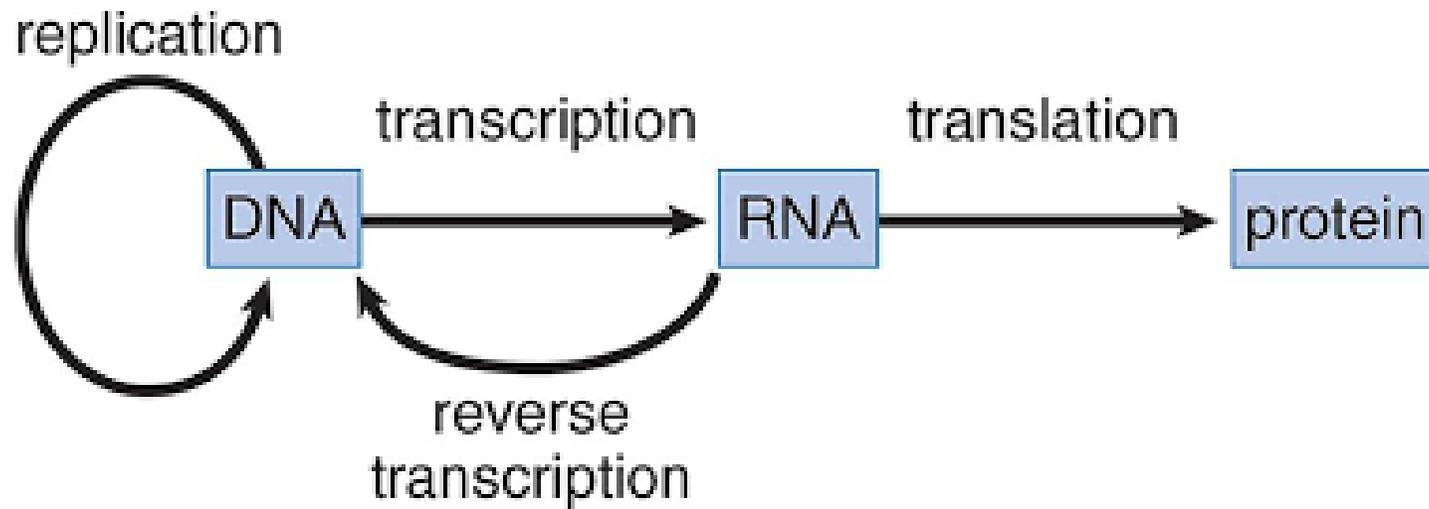 replication
transcription
translation
DNA
RNA
protein
reverse
transcription